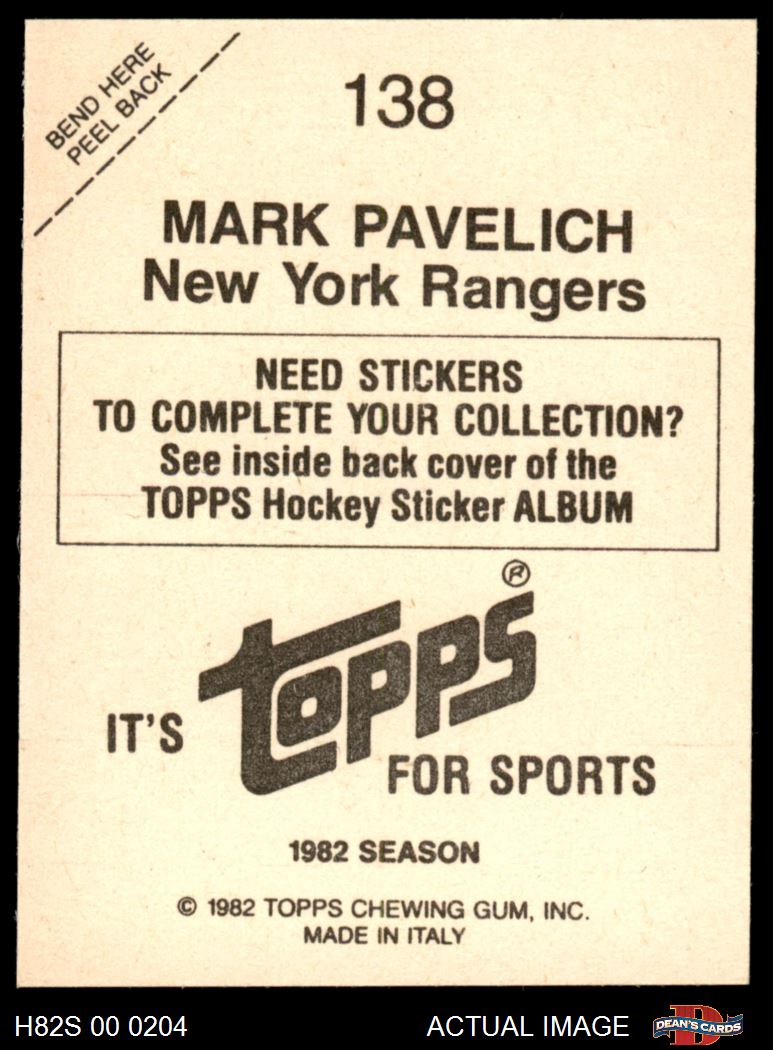 BEND HERE
PEEL BACK
138
MARK PAVELICH
New York Rangers
NEED STICKERS
TO COMPLETE YOUR COLLECTION?
See inside back cover of the
TOPPS Hockey Sticker ALBUM
IT'S TOPPS ®
FOR SPORTS
1982 SEASON
© 1982 TOPPS CHEWING GUM, INC.
MADE IN ITALY
H82S 00 0204
ACTUAL IMAGE
D
DEAN'S CARDS